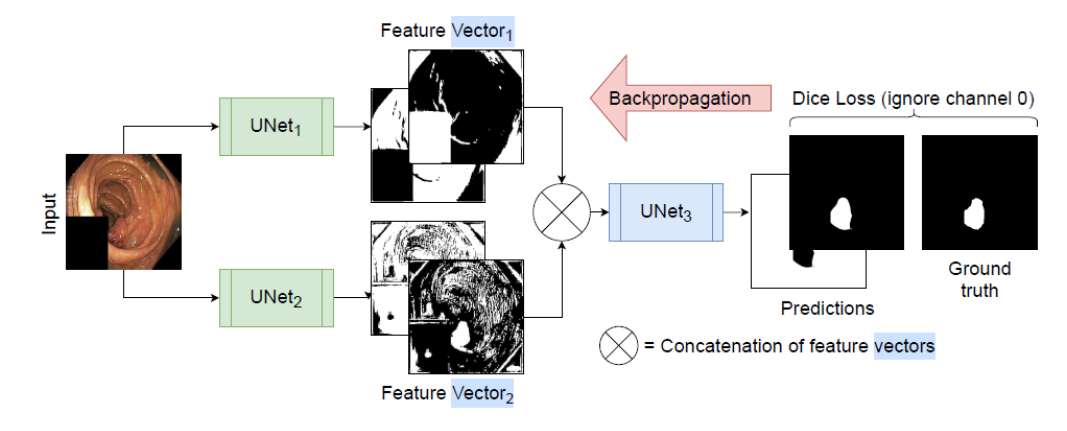 Feature Vector1
Backpropagation
Dice Loss (ignore channel 0)
UNet1
Input
UNet3
UNet2
Ground
truth
Predictions
= Concatenation of feature vectors
Feature Vector2